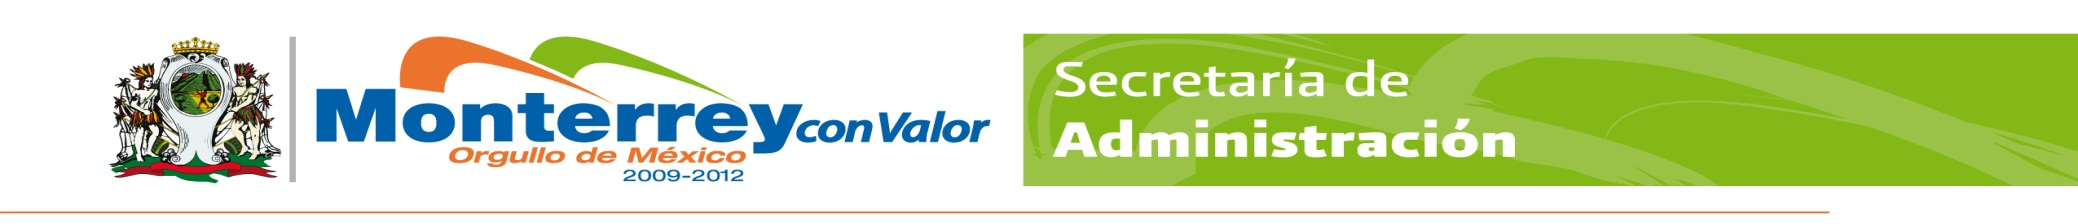 Monterrey con Valor
Orgullo de México
2009-2012
Secretaría de
Administración